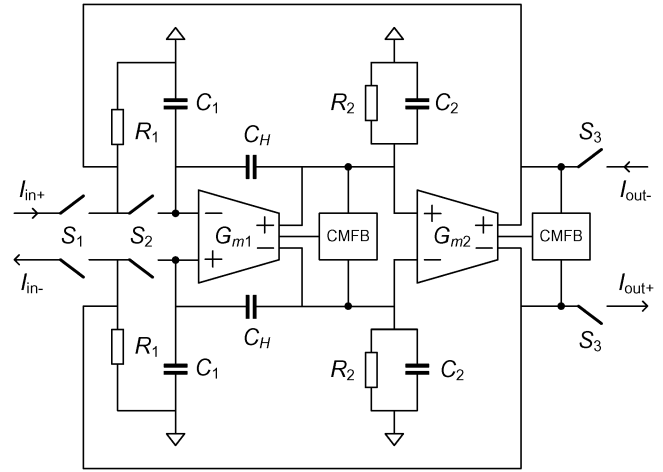 C1
R2
C2
R1
CH
S3
Iin+
Iout-
−
+
+
S1
S2
Gm1
CMFB
Gm2
CMFB
+
−
−
−
Iin-
Iout+
CH
S3
R1
C1
R2
C2